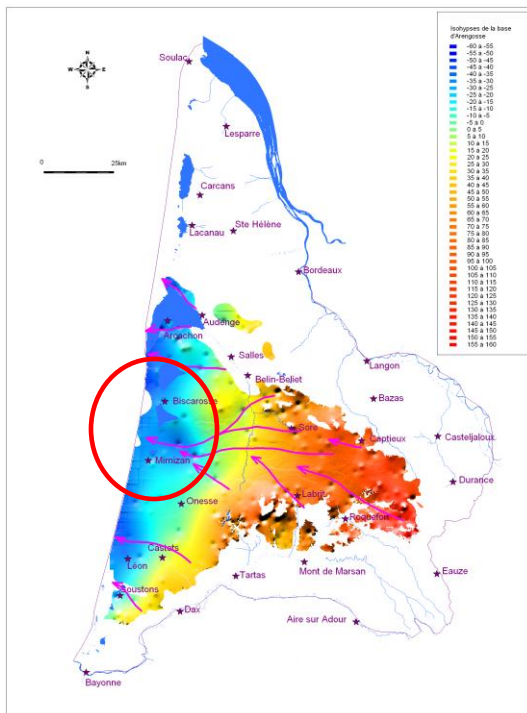 Isohypses de la base
d'Arengosse
-60 à -55
-55 à -50
-50 à -45
-45 à -40
-40 à -35
-35 à -30
-30 à -25
-25 à -20
-20 à -15
-15 à -10
-10 à -5
-5 à 0
0 à 5
5 à 10
10 à 15
15 à 20
20 à 25
25 à 30
30 à 35
35 à 40
40 à 45
45 à 50
50 à 55
55 à 60
60 à 65
65 à 70
70 à 75
75 à 80
80 à 85
85 à 90
90 à 95
95 à 100
100 à 105
105 à 110
110 à 115
115 à 120
120 à 125
125 à 130
130 à 135
135 à 140
140 à 145
145 à 150
150 à 155
155 à 160
N
W E
S
0 25km
Soulac
Lesparre
Carcans
Lacanau
Ste Hélène
Bordeaux
Audenge
Arcachon
Salles
Belin-Beliet
Langon
Bazas
Biscarosse
Sore
Captieux
Casteljaloux
Mimizan
Durance
Onesse
Labrit
Roquefort
Castets
Léon
Mont de Marsan
Eauze
Tartas
Soustons
Dax
Aire sur Adour
Bayonne